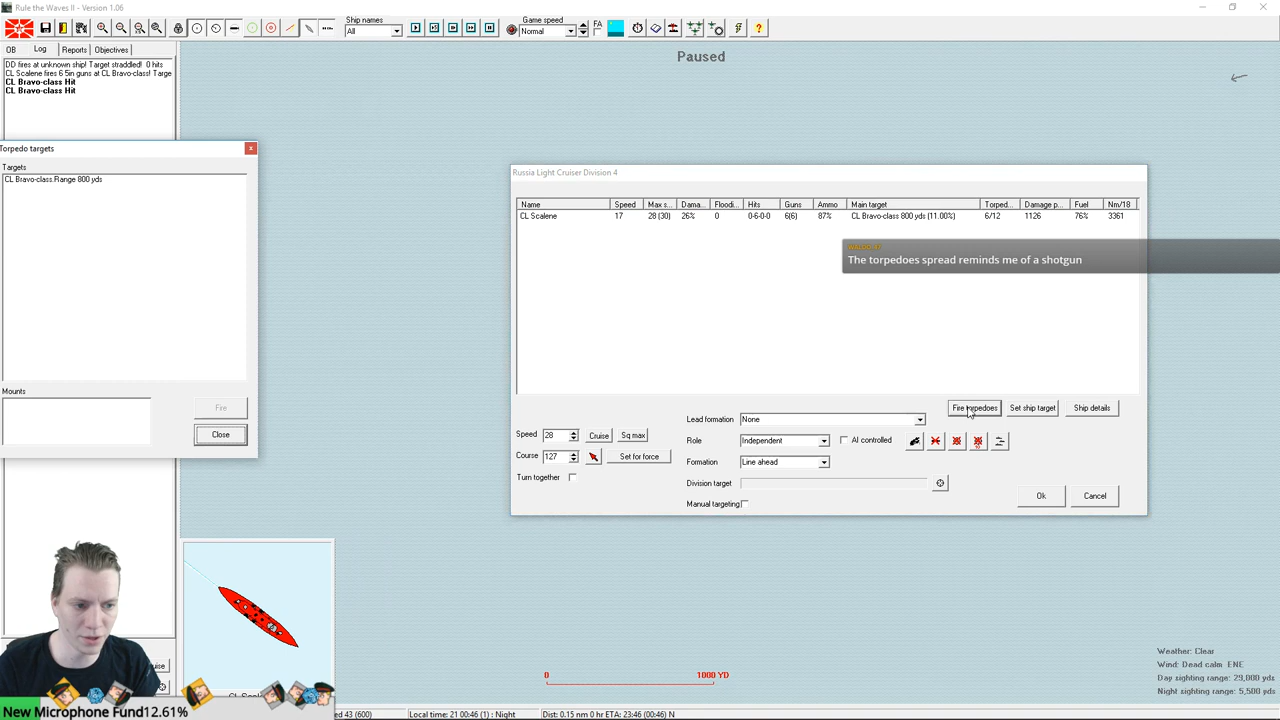 Rule the Waves II - Version 1.06
Ship names
All
Game speed
Normal
FA
OB
Log
Reports
Objectives
DD fires at unknown ship! Target straddled! 0 hits
CL Scalene fires 6 5in guns at CL Bravo-class! Targe
CL Bravo-class Hit
CL Bravo-class Hit
Paused
Torpedo targets
x
Targets
CL Bravo-class.Range 800 yds
Mounts
Fire
Close
Russia Light Cruiser Division 4
Name Speed Max s... Dama... Floodi... Hits Guns Ammo Main target Torped... Damage p... Fuel Nm/18
CL Scalene 17 28 (30) 26% 0 0-6-0-0 6(6) 87% CL Bravo-class 800 yds (11.00%) 6/12 1126 76% 3361
The torpedoes spread reminds me of a shotgun
Fire torpedoes
Set ship target
Ship details
Lead formation None
Speed 28 Cruise Sq max
Role Independent AI controlled
Course 127 Set for force
Formation Line ahead
Turn together
Division target
Manual targeting
Ok
Cancel
0 1000 YD
Weather: Clear
Wind: Dead calm ENE
Day sighting range: 29,000 yds
Night sighting range: 5,500 yds
New Microphone Fund12.61%
ed 43 (600) Local time: 21 00:46 (1) : Night Dist: 0.15 nm 0 hr ETA: 23:46 (00:46) N